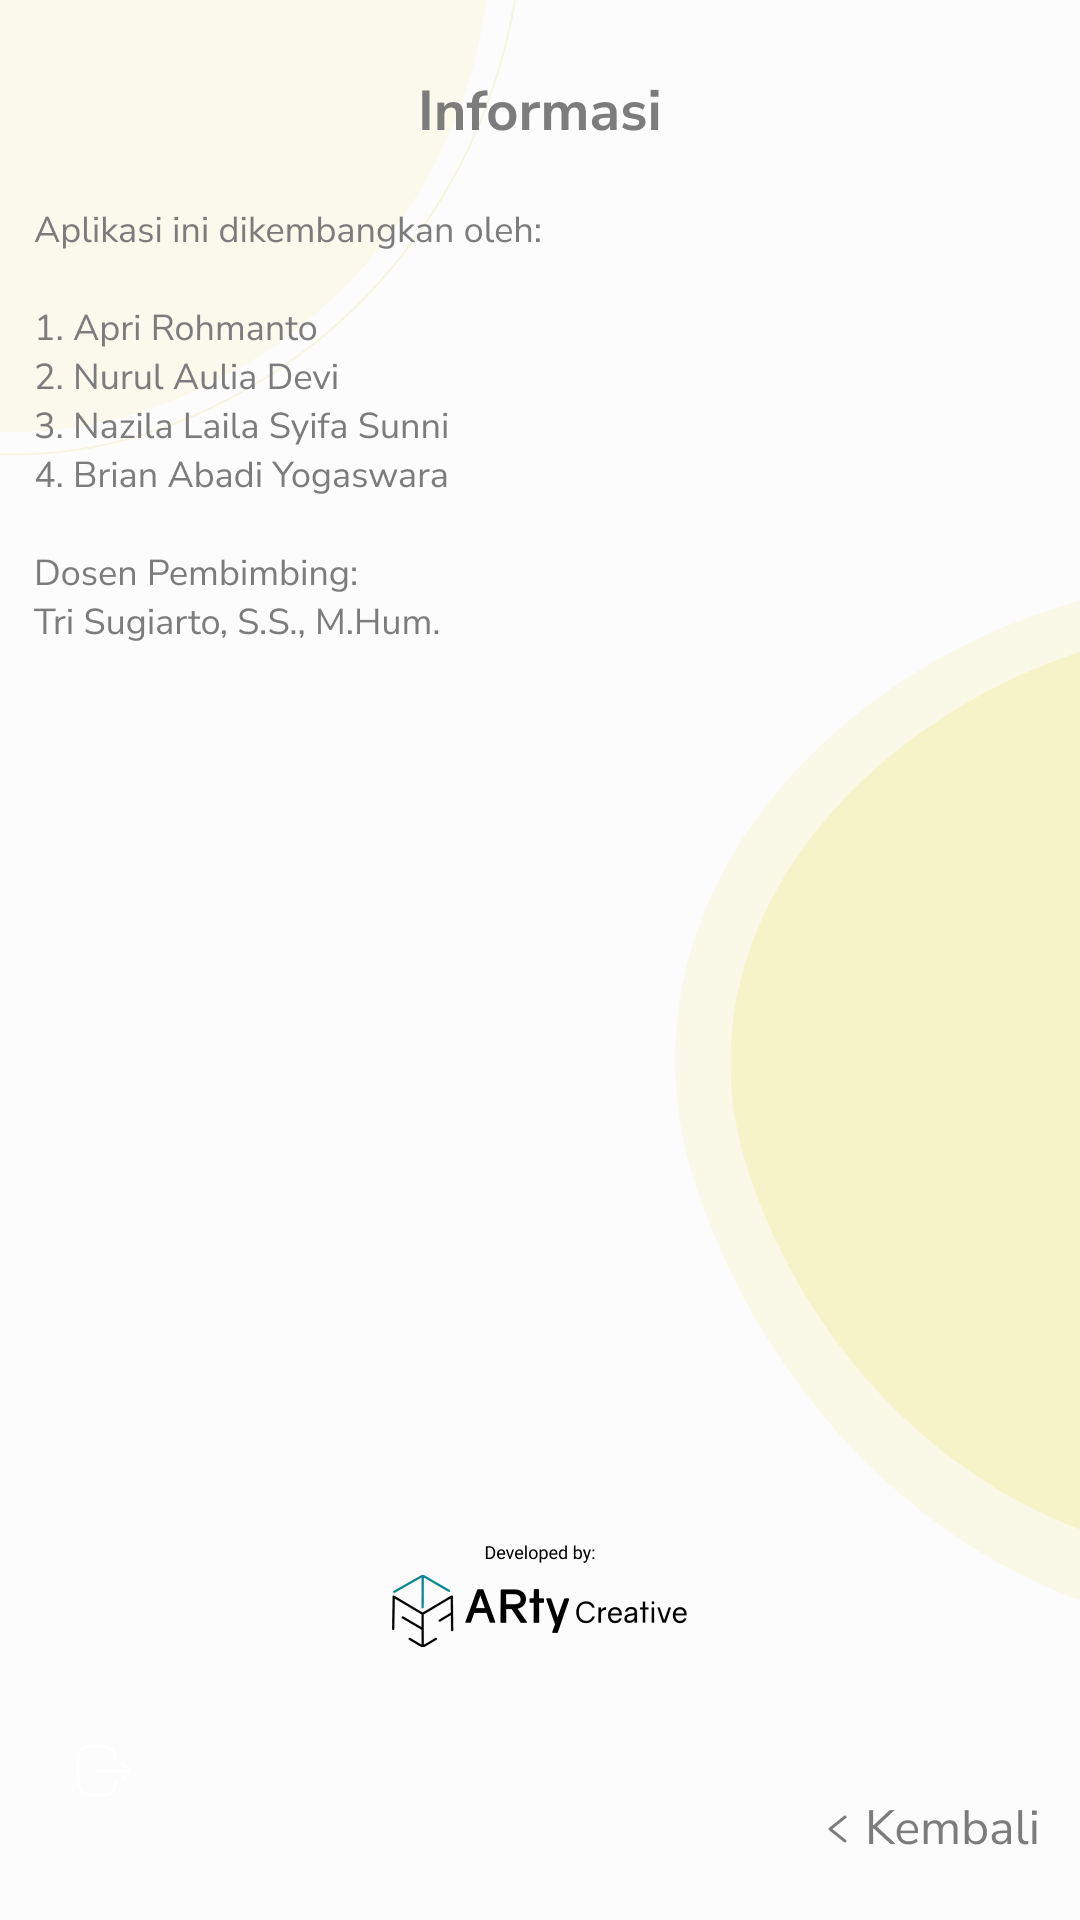 Informasi
Aplikasi ini dikembangkan oleh:
1. Apri Rohmanto
2. Nurul Aulia Devi
3. Nazila Laila Syifa Sunni
4. Brian Abadi Yogaswara
Dosen Pembimbing:
Tri Sugiarto, S.S., M.Hum.
Developed by:
ARty Creative
< Kembali